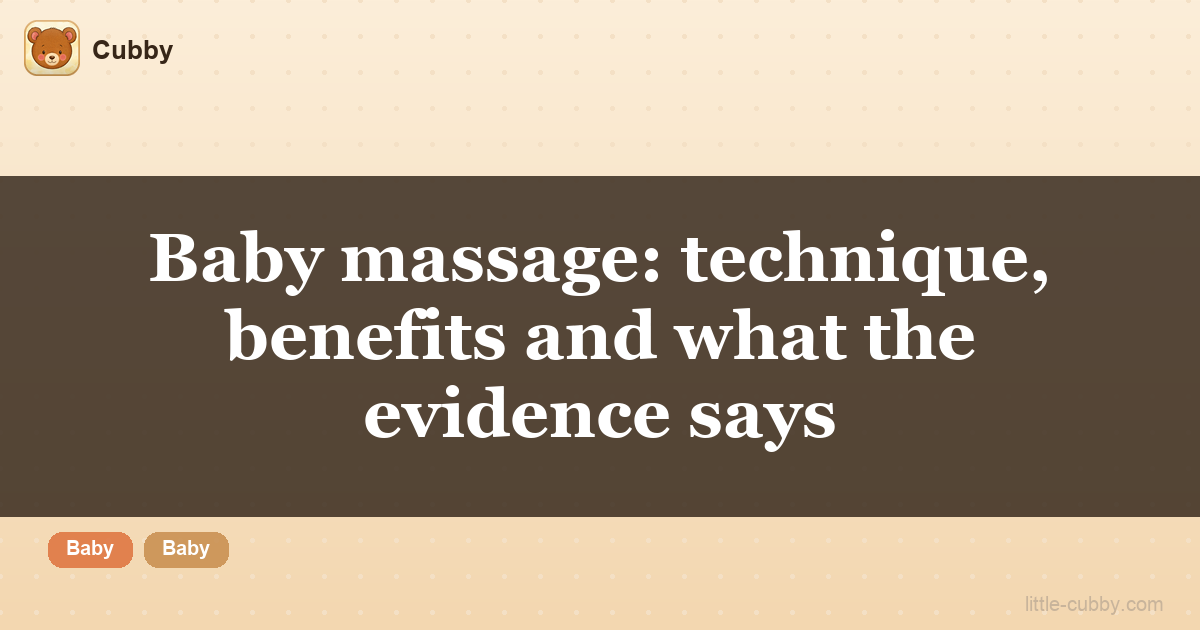 Cubby
Baby massage: technique,
benefits and what the
evidence says
Baby
Baby
little-cubby.com